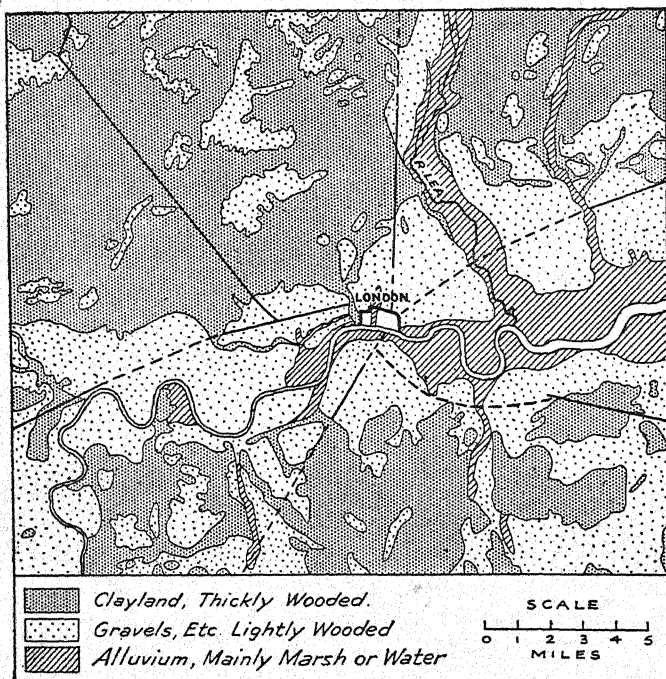 R. LEA
LONDON
Clayland, Thickly Wooded.
Gravels, Etc. Lightly Wooded
Alluvium, Mainly Marsh or Water
SCALE
0 1 2 3 4 5
MILES